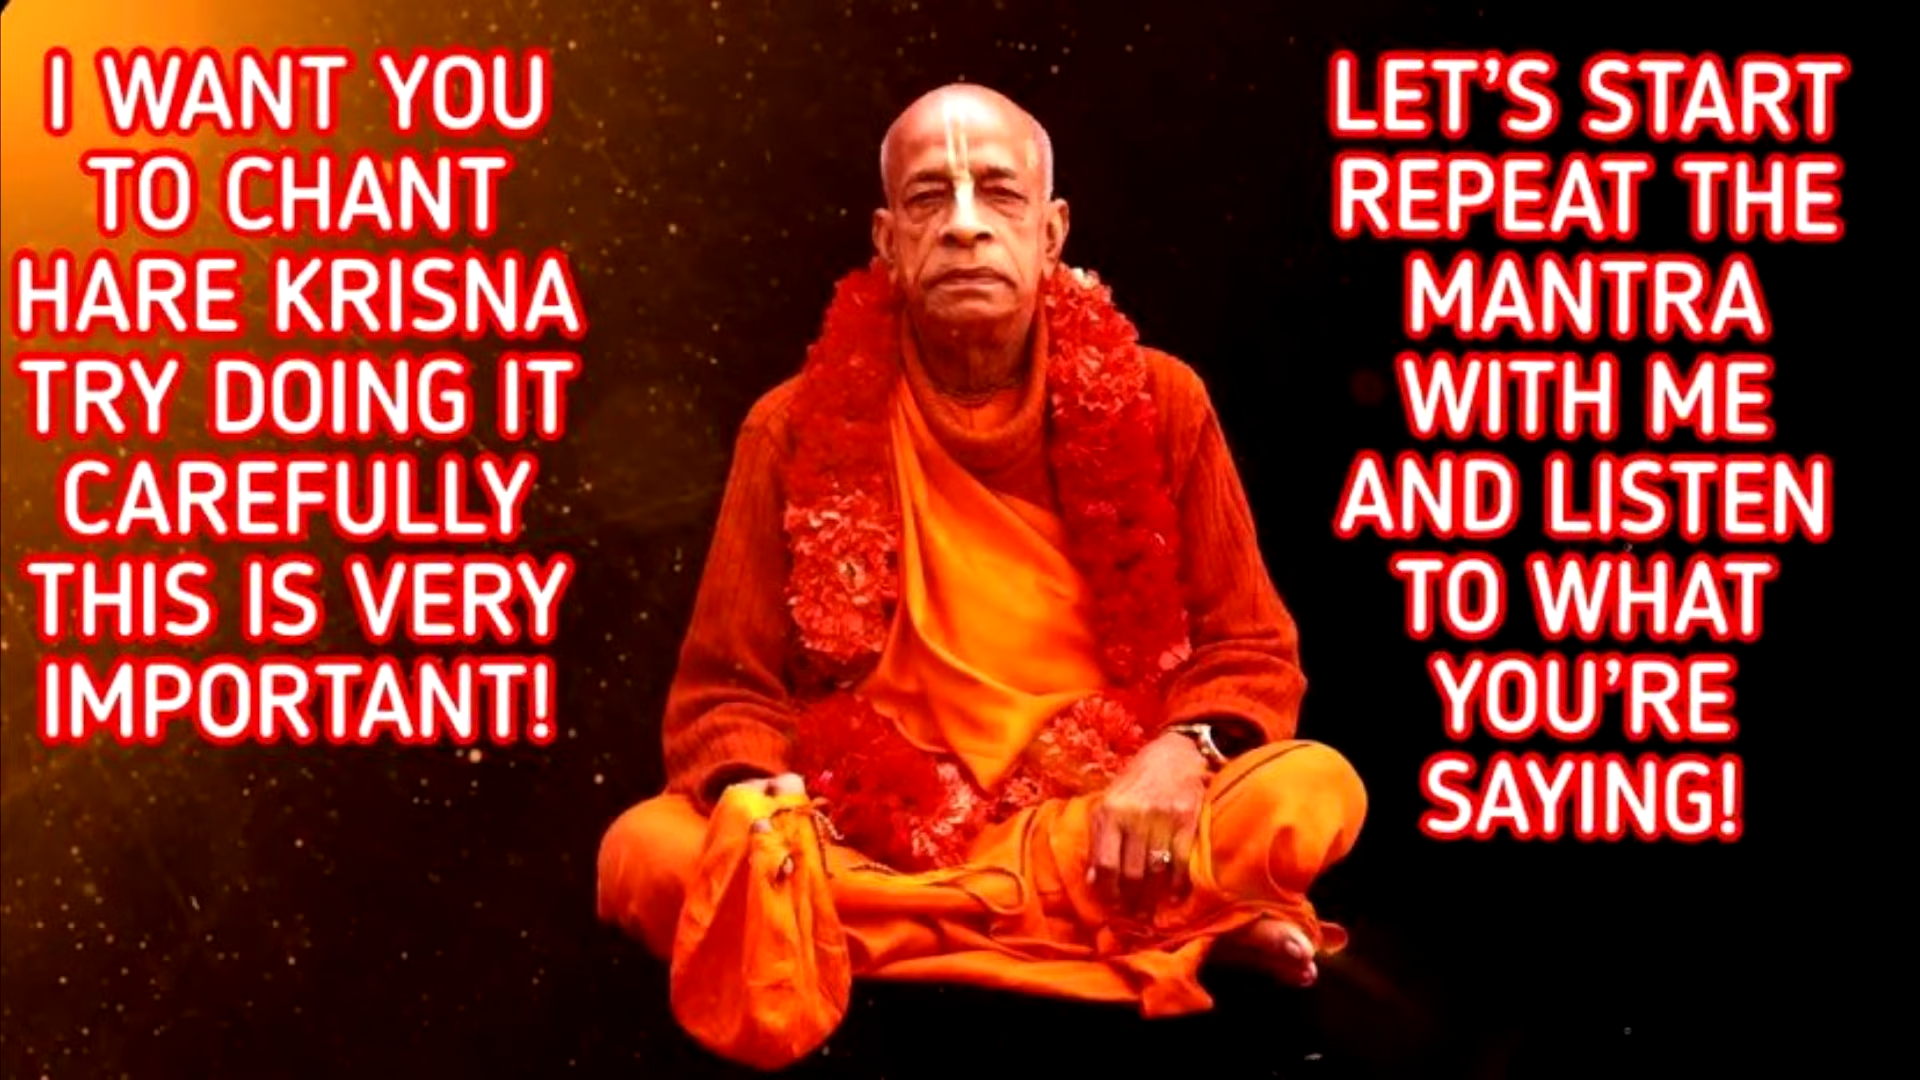 I WANT YOU
TO CHANT
HARE KRISNA
TRY DOING IT
CAREFULLY
THIS IS VERY
IMPORTANT!
LET'S START
REPEAT THE
MANTRA
WITH ME
AND LISTEN
TO WHAT
YOU'RE
SAYING!